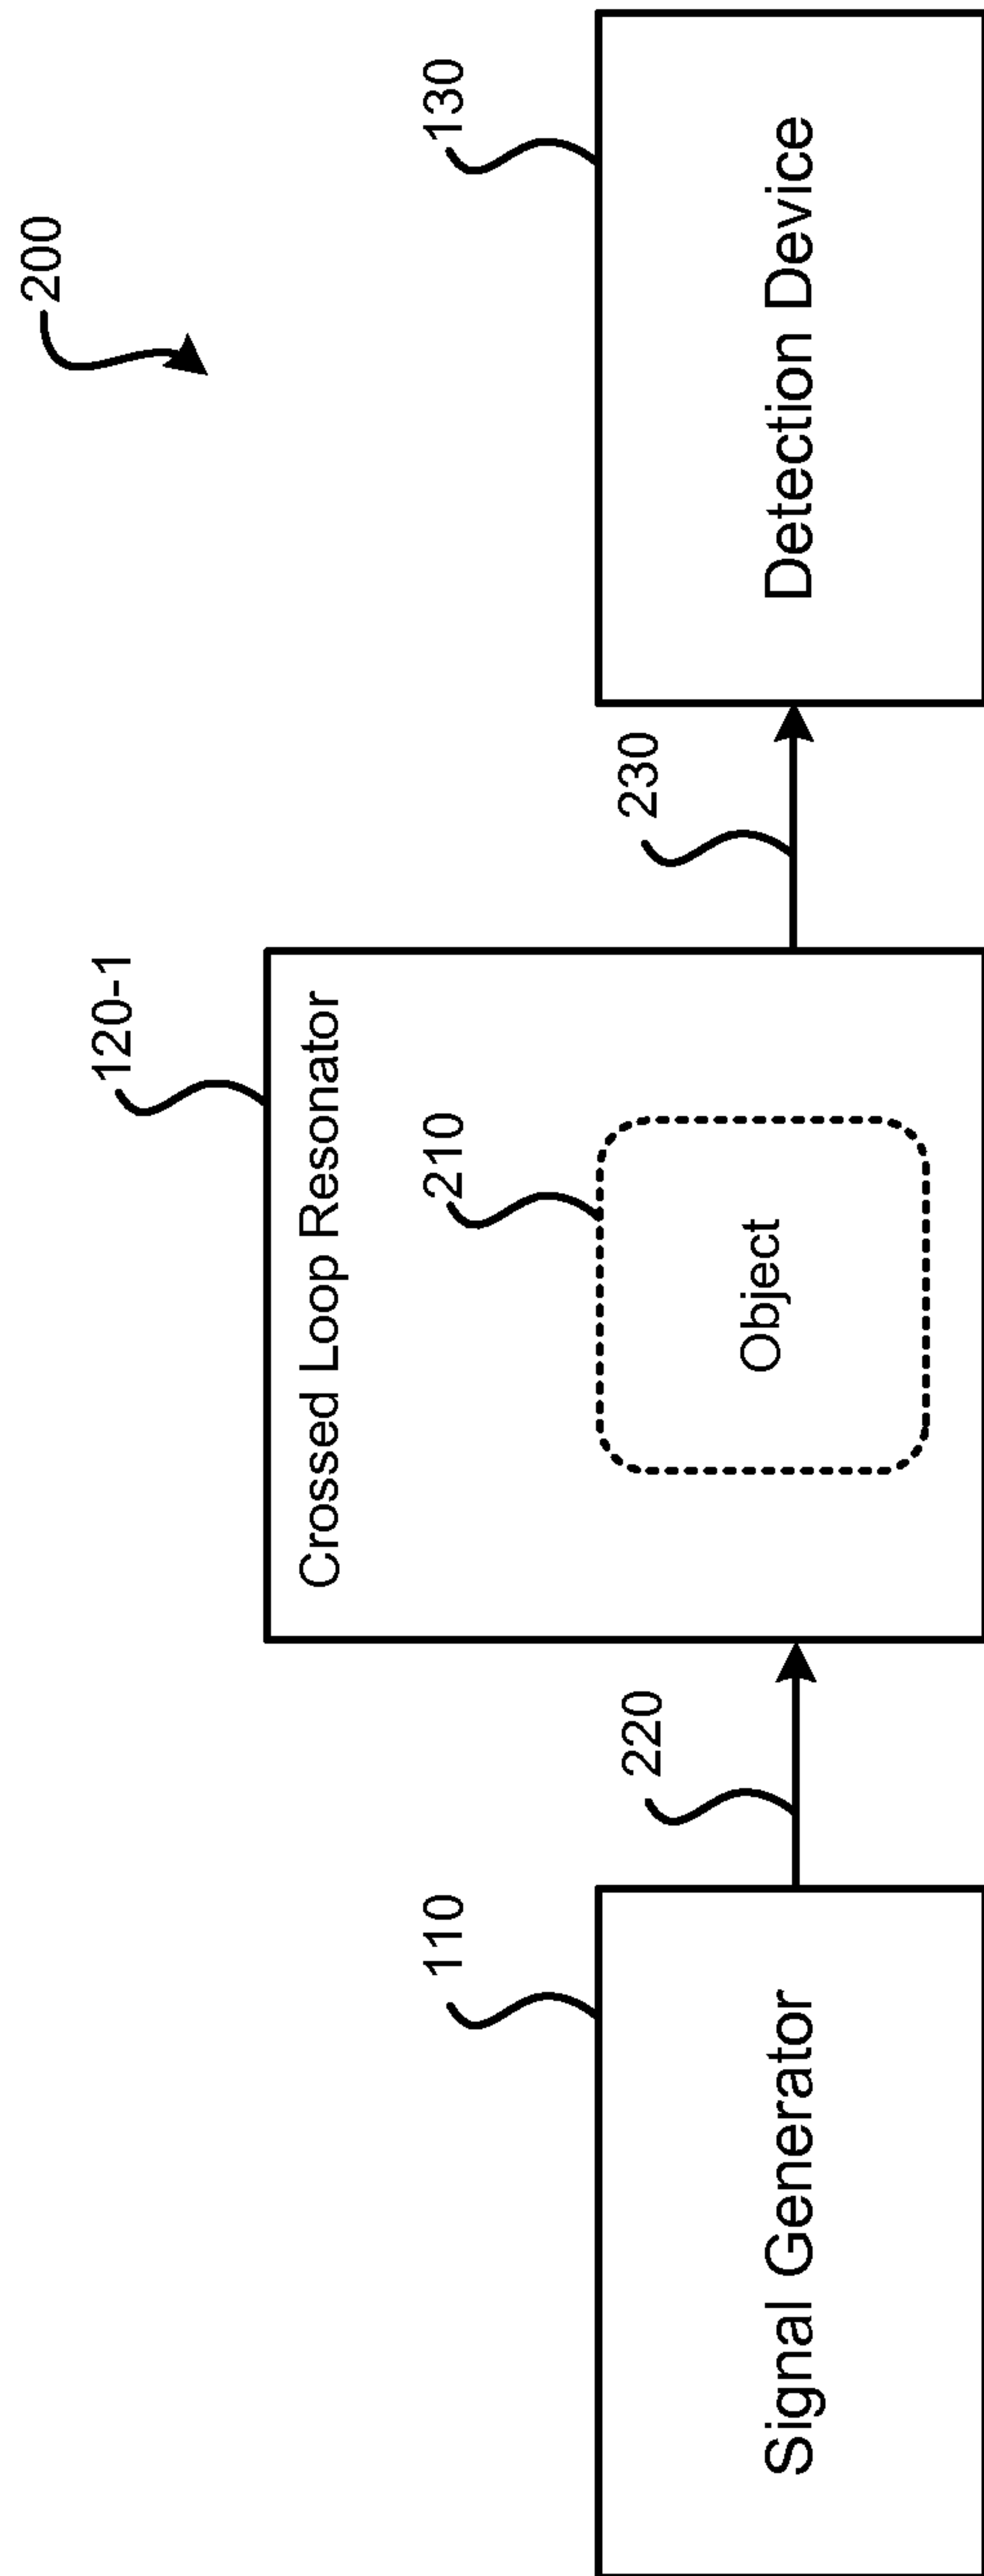 200
110
Signal Generator
220
120-1
Crossed Loop Resonator
210
Object
230
130
Detection Device